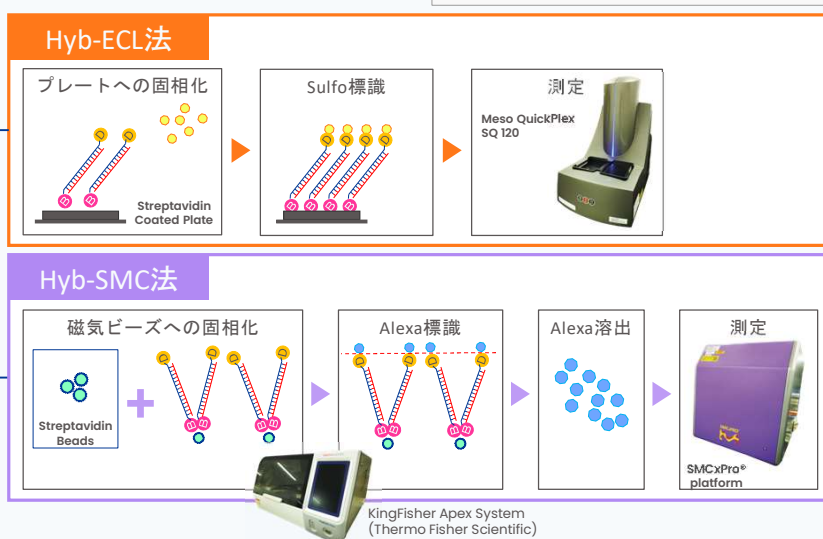 Hyb-ECL法
プレートへの固相化
D
D
B
B
Streptavidin
Coated Plate
Sulfo標識
D
D
D
D
B
B
B
B
測定
Meso QuickPlex
SQ 120
Hyb-SMC法
磁気ビーズへの固相化
Streptavidin
Beads
+
D
D
D
D
B
B
B
B
Alexa標識
D
D
D
D
B
B
B
B
Alexa溶出
測定
SMCxPro®
platform
KingFisher Apex System
(Thermo Fisher Scientific)